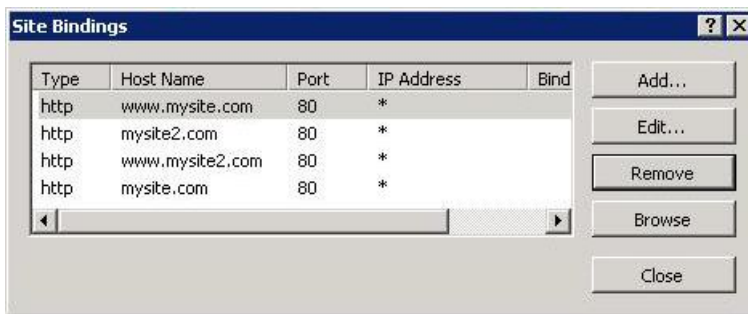 Site Bindings
Type Host Name Port IP Address Bind
http www.mysite.com 80 *
http mysite2.com 80 *
http www.mysite2.com 80 *
http mysite.com 80 *
Add...
Edit...
Remove
Browse
Close